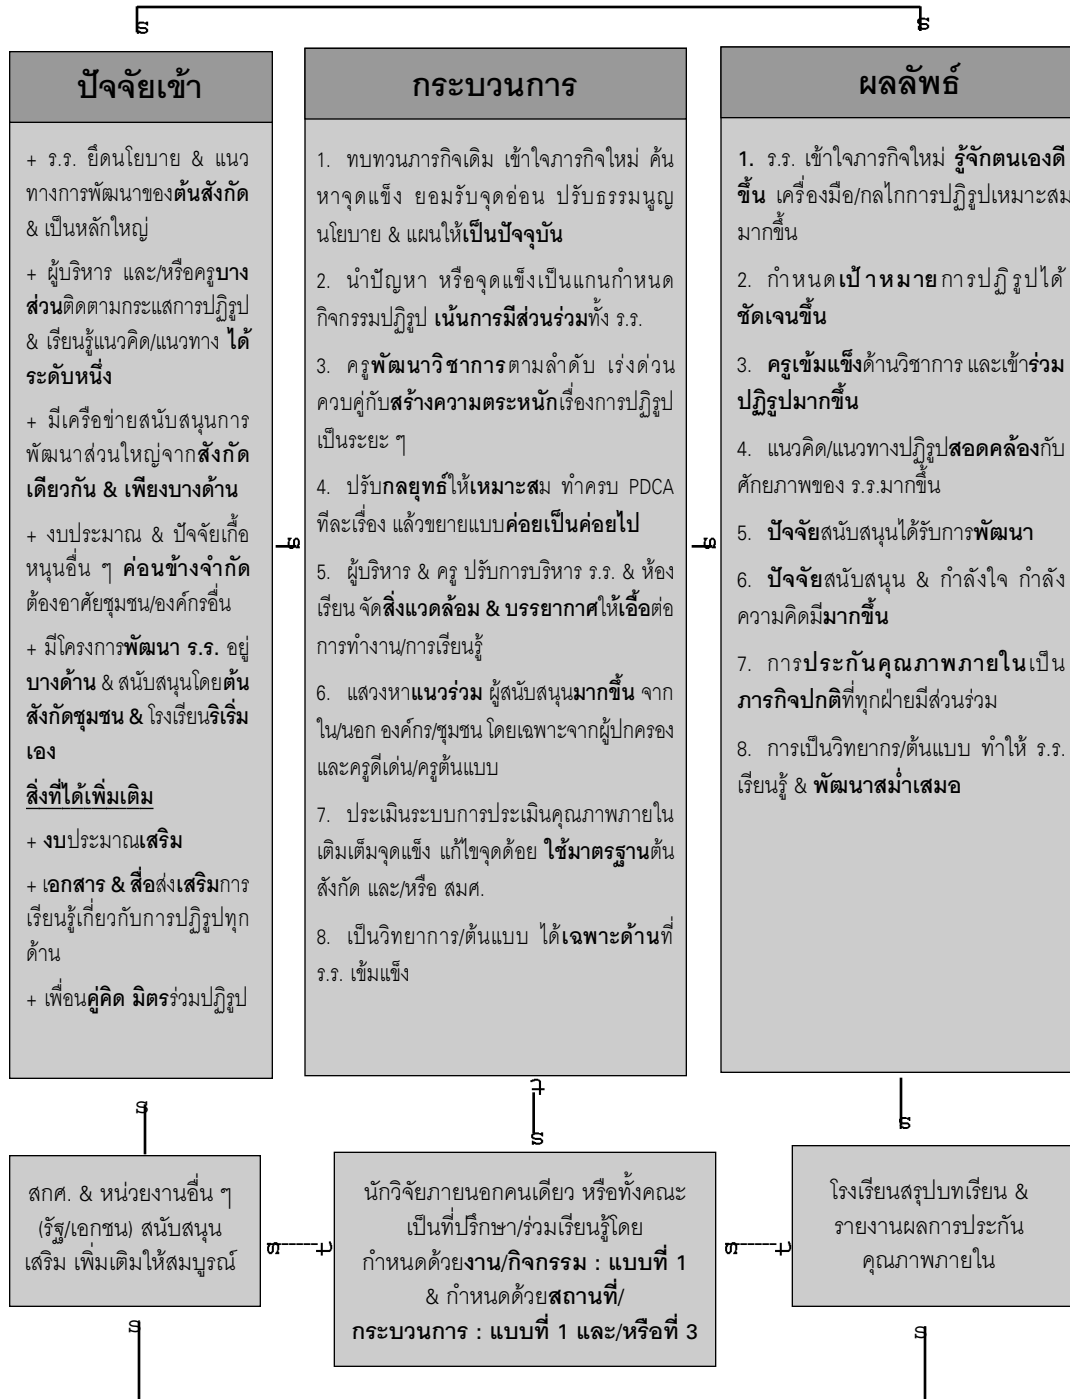 ปัจจัยเข้า
+ ร.ร. ยึดนโยบาย & แนว
ทางการพัฒนาของต้นสังกัด
& เป็นหลักใหญ่
+ ผู้บริหาร และ/หรือครูบาง
ส่วนติดตามกระแสการปฏิรูป
& เรียนรู้แนวคิด/แนวทาง ได้
ระดับหนึ่ง
+ มีเครือข่ายสนับสนุนการ
พัฒนาส่วนใหญ่จากสังกัด
เดียวกัน & เพียงบางด้าน
+ งบประมาณ & ปัจจัยเกื้อ
หนุนอื่น ๆ ค่อนข้างจำกัด
ต้องอาศัยชุมชน/องค์กรอื่น
+ มีโครงการพัฒนา ร.ร. อยู่
บางด้าน & สนับสนุนโดยต้น
สังกัดชุมชน & โรงเรียนริเริ่ม
เอง
สิ่งที่ได้เพิ่มเติม
+ งบประมาณเสริม
+ เอกสาร & สื่อส่งเสริมการ
เรียนรู้เกี่ยวกับการปฏิรูปทุก
ด้าน
+ เพื่อนคู่คิด มิตรร่วมปฏิรูป
กระบวนการ
1. ทบทวนภารกิจเดิม เข้าใจภารกิจใหม่ ค้น
หาจุดแข็ง ยอมรับจุดอ่อน ปรับธรรมนูญ
นโยบาย & แผนให้เป็นปัจจุบัน
2. นำปัญหา หรือจุดแข็งเป็นแกนกำหนด
กิจกรรมปฏิรูป เน้นการมีส่วนร่วมทั้ง ร.ร.
3. ครูพัฒนาวิชาการตามลำดับ เร่งด่วน
ควบคู่กับสร้างความตระหนักเรื่องการปฏิรูป
เป็นระยะ ๆ
4. ปรับกลยุทธ์ให้เหมาะสม ทำครบ PDCA
ทีละเรื่อง แล้วขยายแบบค่อยเป็นค่อยไป
5. ผู้บริหาร & ครู ปรับการบริหาร ร.ร. & ห้อง
เรียน จัดสิ่งแวดล้อม & บรรยากาศให้เอื้อต่อ
การทำงาน/การเรียนรู้
6. แสวงหาแนวร่วม ผู้สนับสนุนมากขึ้น จาก
ใน/นอก องค์กร/ชุมชน โดยเฉพาะจากผู้ปกครอง
และครูดีเด่น/ครูต้นแบบ
7. ประเมินระบบการประเมินคุณภาพภายใน
เติมเต็มจุดแข็ง แก้ไขจุดด้อย ใช้มาตรฐานต้น
สังกัด และ/หรือ สมศ.
8. เป็นวิทยาการ/ต้นแบบ ได้เฉพาะด้านที่
ร.ร. เข้มแข็ง
ผลลัพธ์
1. ร.ร. เข้าใจภารกิจใหม่ รู้จักตนเองดี
ขึ้น เครื่องมือ/กลไกการปฏิรูปเหมาะสม
มากขึ้น
2. กำหนดเป้าหมายการปฏิรูปได้
ชัดเจนขึ้น
3. ครูเข้มแข็งด้านวิชาการ และเข้าร่วม
ปฏิรูปมากขึ้น
4. แนวคิด/แนวทางปฏิรูปสอดคล้องกับ
ศักยภาพของ ร.ร.มากขึ้น
5. ปัจจัยสนับสนุนได้รับการพัฒนา
6. ปัจจัยสนับสนุน & กำลังใจ กำลัง
ความคิดมีมากขึ้น
7. การประกันคุณภาพภายในเป็น
ภารกิจปกติที่ทุกฝ่ายมีส่วนร่วม
8. การเป็นวิทยากร/ต้นแบบ ทำให้ ร.ร.
เรียนรู้ & พัฒนาสม่ำเสมอ
สกศ. & หน่วยงานอื่น ๆ
(รัฐ/เอกชน) สนับสนุน
เสริม เพิ่มเติมให้สมบูรณ์
นักวิจัยภายนอกคนเดียว หรือทั้งคณะ
เป็นที่ปรึกษา/ร่วมเรียนรู้โดย
กำหนดด้วยงาน/กิจกรรม : แบบที่ 1
& กำหนดด้วยสถานที่/
กระบวนการ : แบบที่ 1 และ/หรือที่ 3
โรงเรียนสรุปบทเรียน &
รายงานผลการประกัน
คุณภาพภายใน